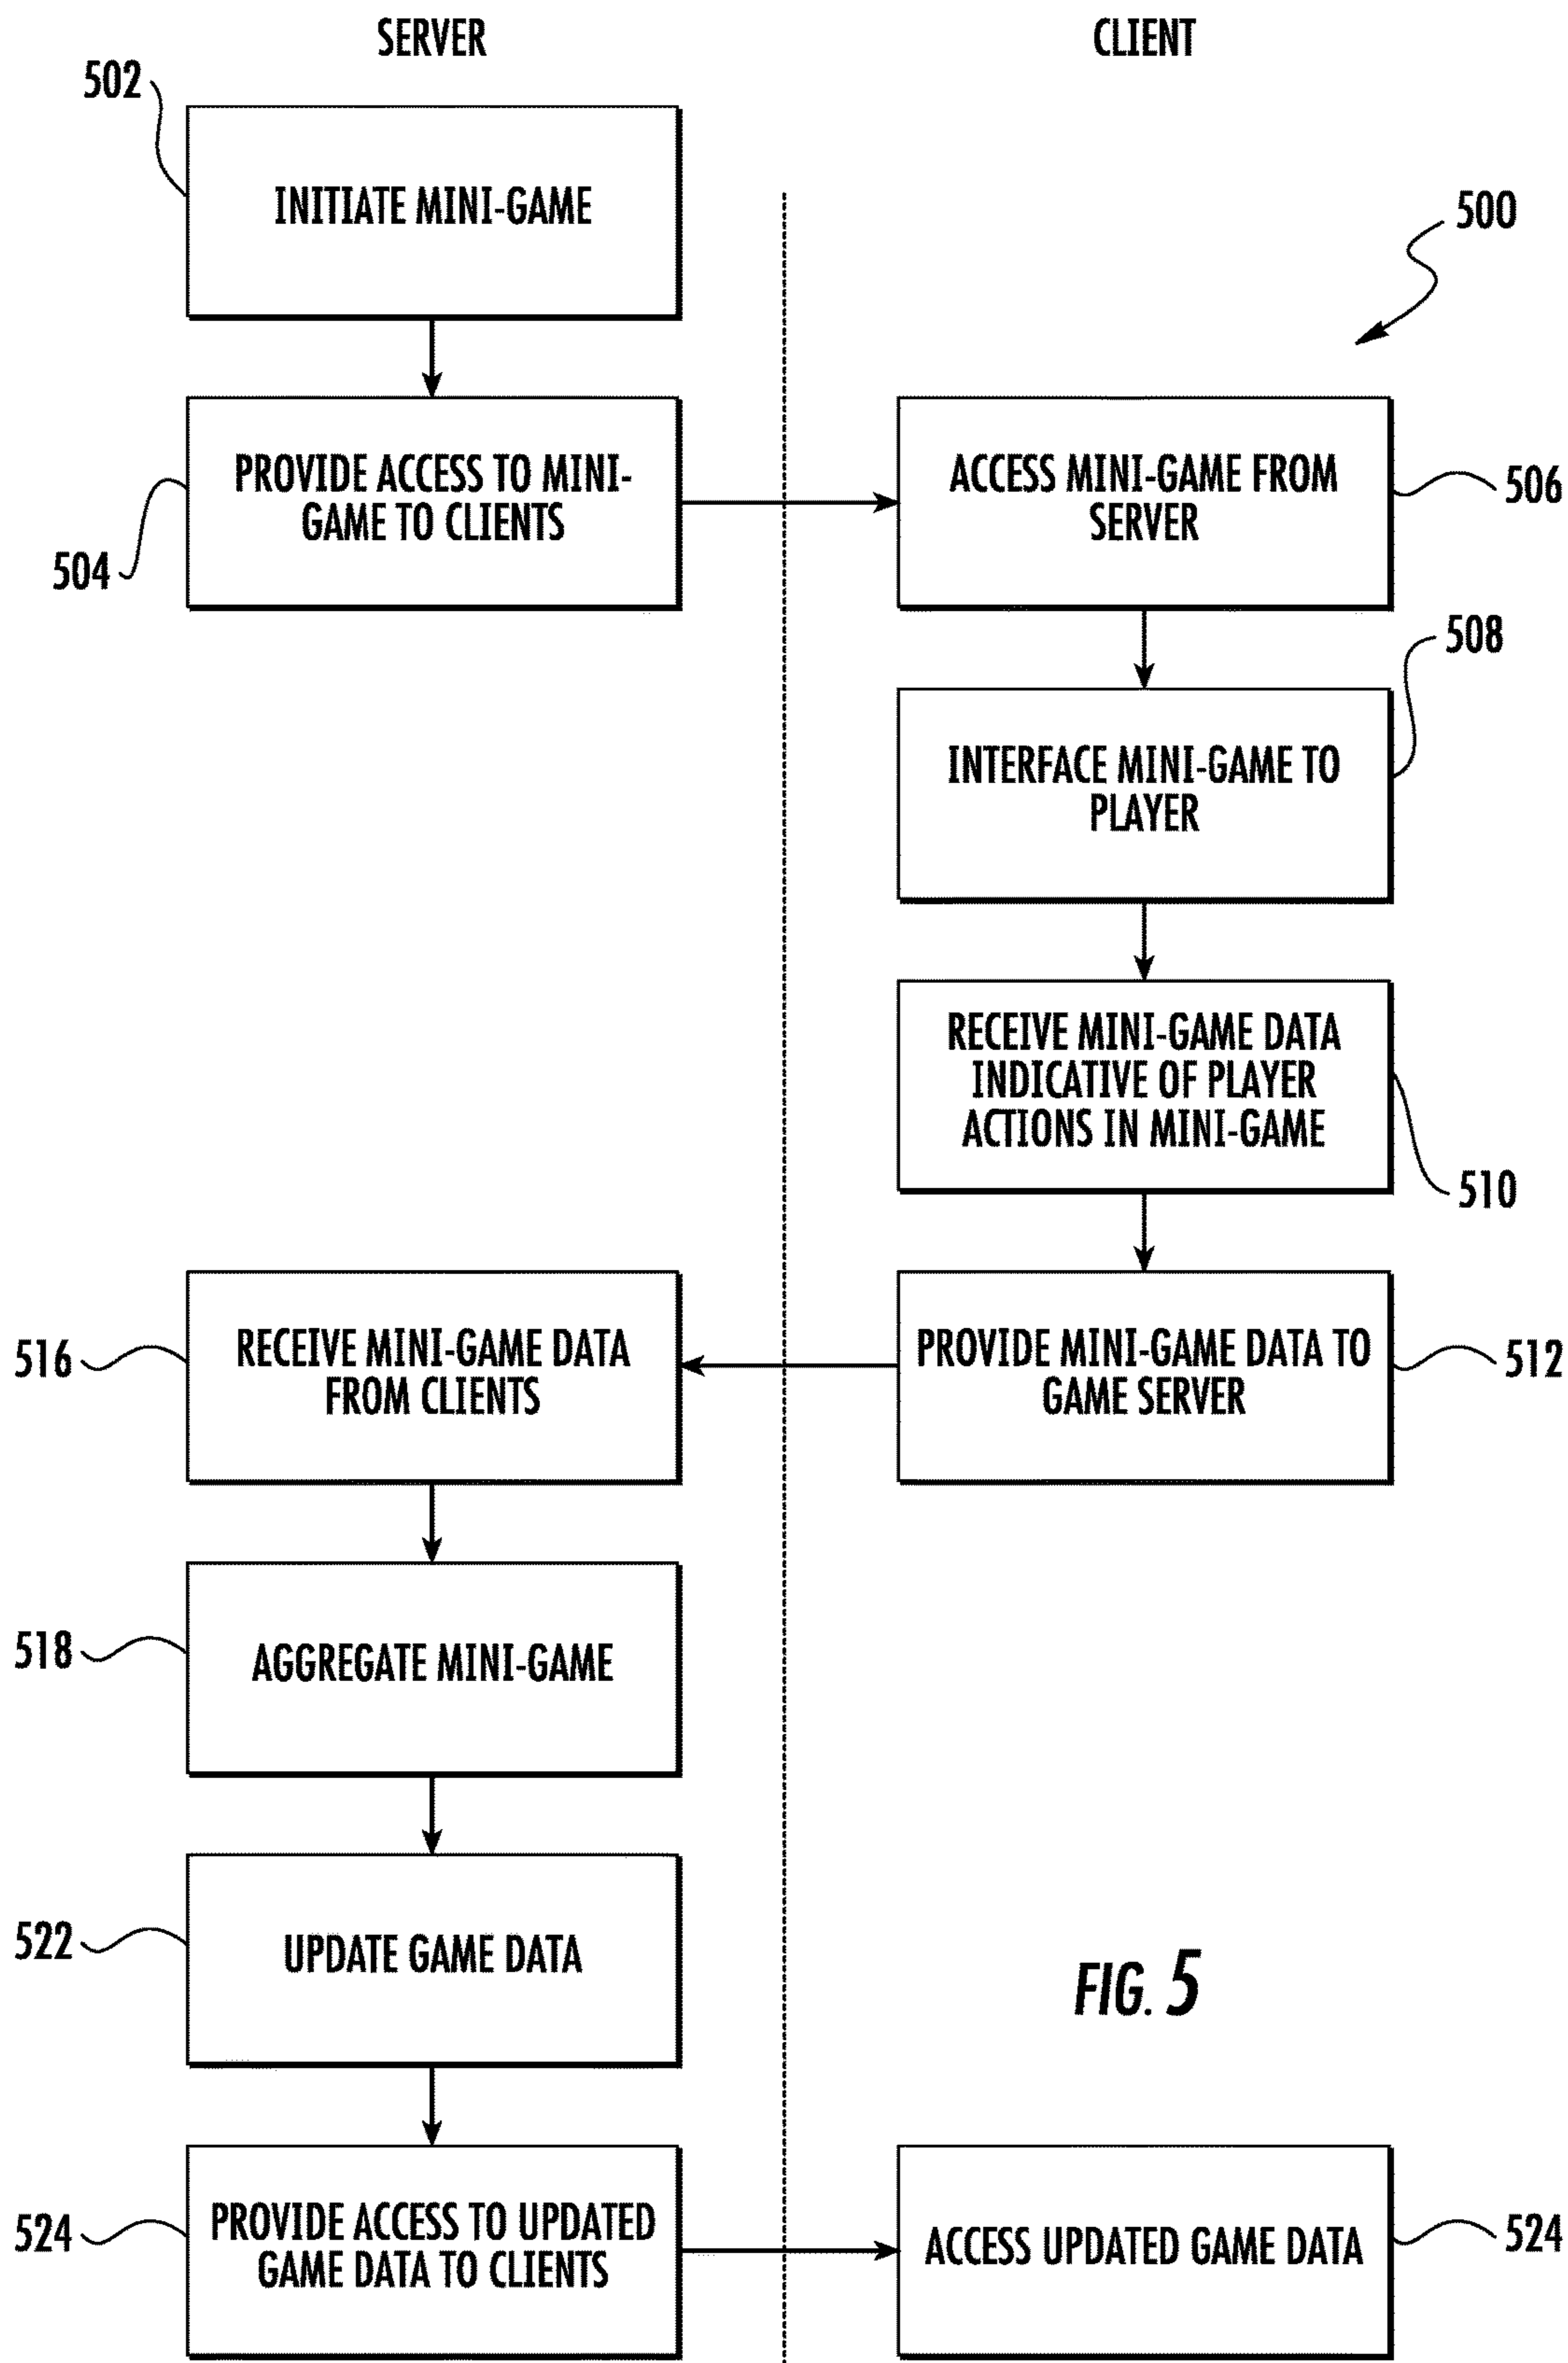 SERVER
CLIENT
502
INITIATE MINI-GAME
500
504
PROVIDE ACCESS TO MINI-
GAME TO CLIENTS
ACCESS MINI-GAME FROM
SERVER
506
INTERFACE MINI-GAME TO
PLAYER
508
RECEIVE MINI-GAME DATA
INDICATIVE OF PLAYER
ACTIONS IN MINI-GAME
510
PROVIDE MINI-GAME DATA TO
GAME SERVER
512
516
RECEIVE MINI-GAME DATA
FROM CLIENTS
518
AGGREGATE MINI-GAME
522
UPDATE GAME DATA
FIG. 5
524
PROVIDE ACCESS TO UPDATED
GAME DATA TO CLIENTS
ACCESS UPDATED GAME DATA
524